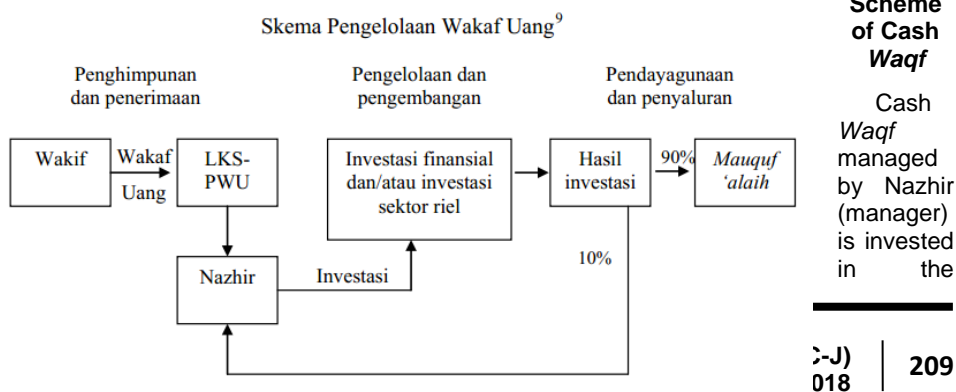 Skema Pengelolaan Wakaf Uang9
Penghimpunan
dan penerimaan
Pengelolaan dan
pengembangan
Pendayagunaan
dan penyaluran
Wakif
Wakaf
Uang
LKS-
PWU
Investasi finansial
dan/atau investasi
sektor riel
Hasil
investasi
90%
Mauquf
‘alaih
Nazhir
Investasi
10%
Scheme
of Cash
Waqf
Cash
Waqf
managed
by Nazhir
(manager)
is invested
in the
C-J)
018
209